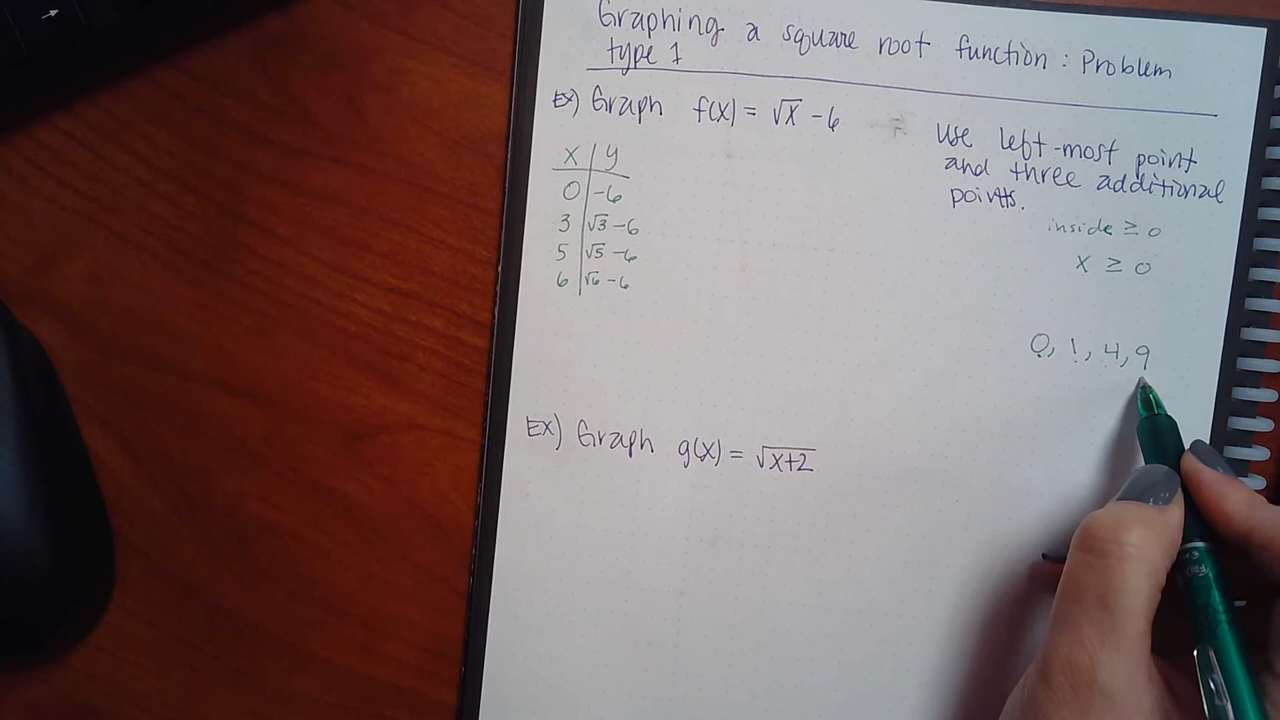 Graphing a square root function : Problem
type 1
Ex) Graph f(x) = √x - 6
Use left-most point
and three additional
points.
x | y
0 | -6
3 | √3 - 6
5 | √5 - 6
6 | √6 - 6
inside ≥ 0
x ≥ 0
0, 1, 4, 9
Ex) Graph g(x) = √(x+2)